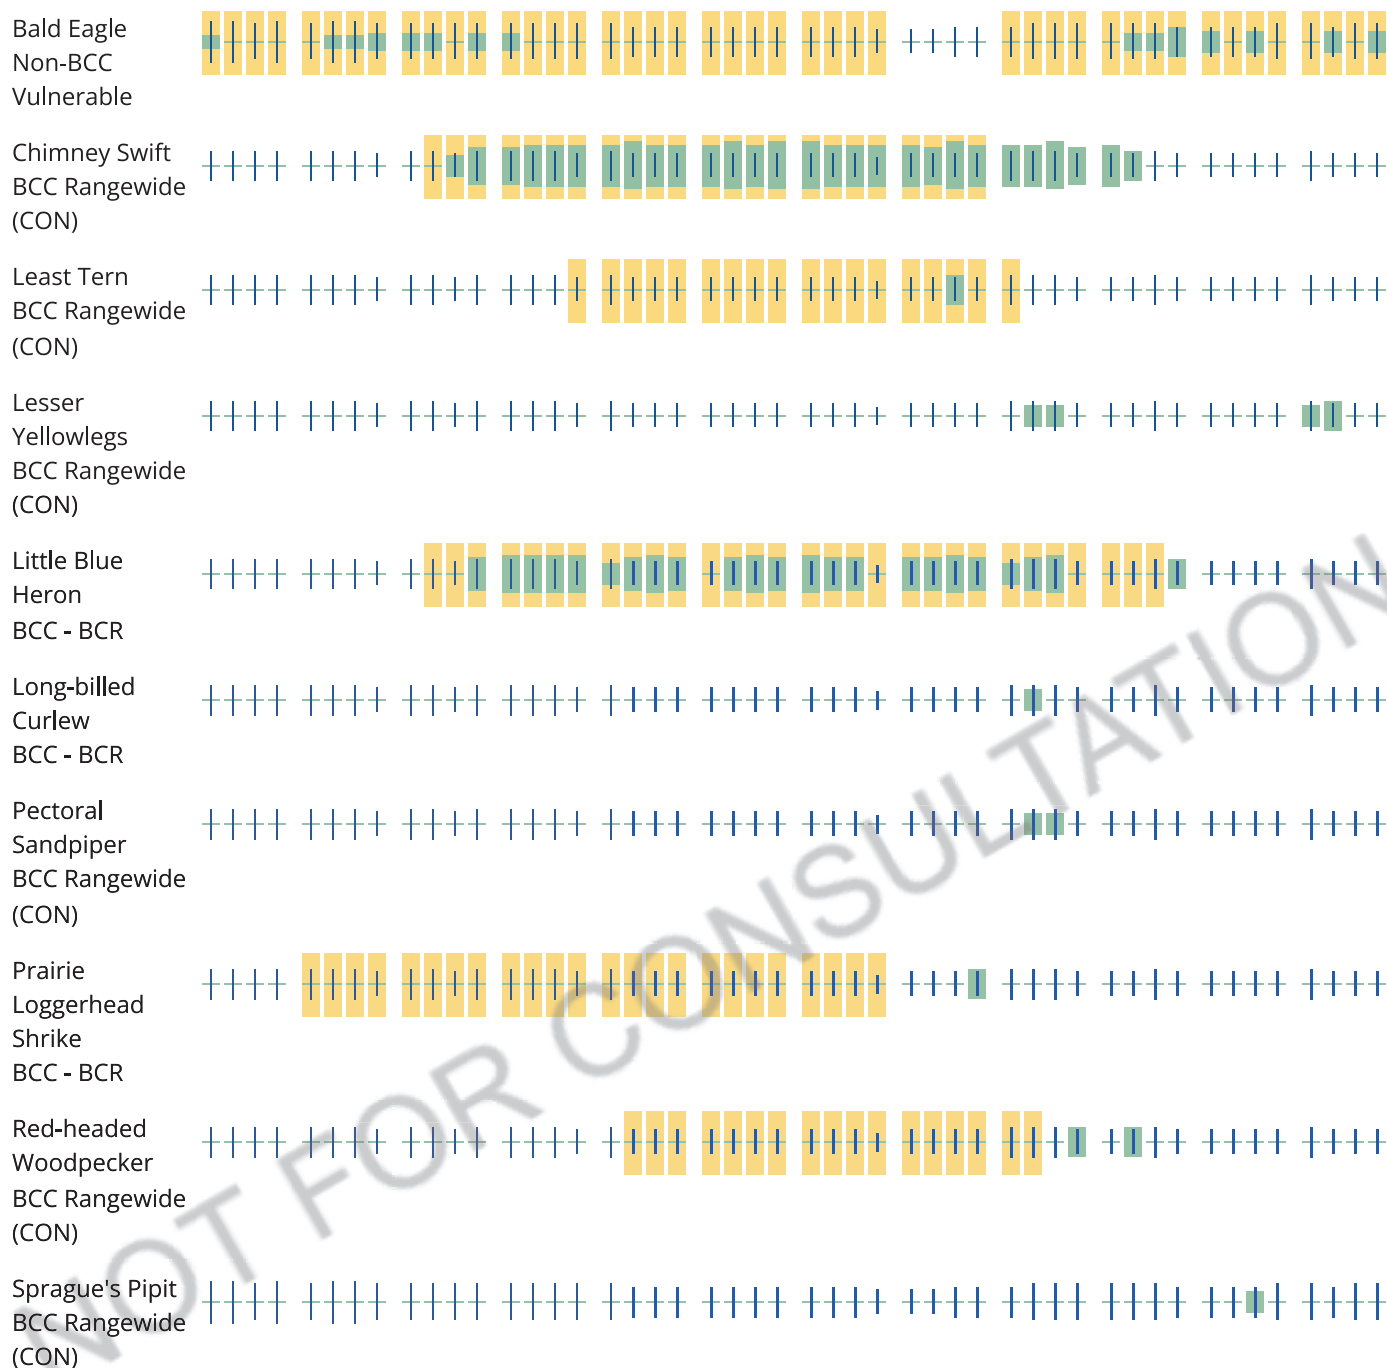 Bald Eagle
Non-BCC
Vulnerable
Chimney Swift
BCC Rangewide
(CON)
Least Tern
BCC Rangewide
(CON)
Lesser
Yellowlegs
BCC Rangewide
(CON)
Little Blue
Heron
BCC - BCR
Long-billed
Curlew
BCC - BCR
Pectoral
Sandpiper
BCC Rangewide
(CON)
Prairie
Loggerhead
Shrike
BCC - BCR
Red-headed
Woodpecker
BCC Rangewide
(CON)
Sprague's Pipit
BCC Rangewide
(CON)
NOT FOR CONSULTATION